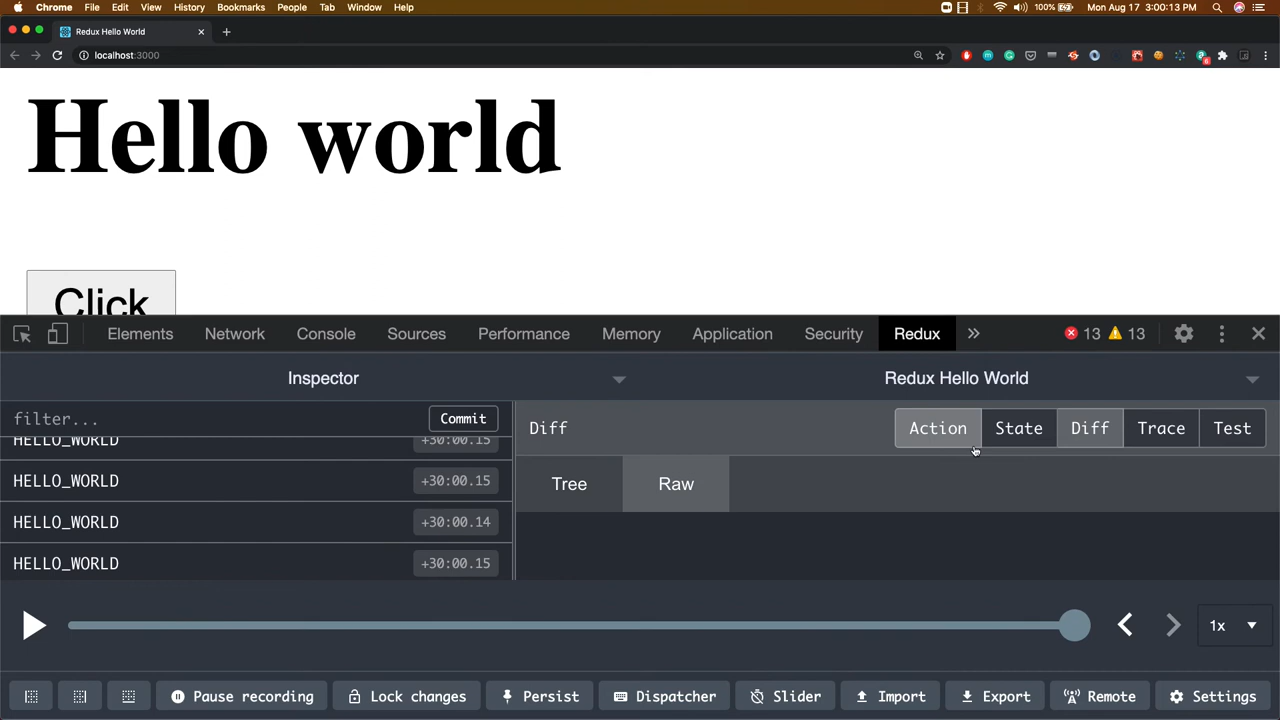 Chrome File Edit View History Bookmarks People Tab Window Help 100% Mon Aug 17 3:00:13 PM
Redux Hello World
localhost:3000
6
Hello world
Click
Elements Network Console Sources Performance Memory Application Security Redux 13 13
Inspector Redux Hello World
filter... Commit Diff Action State Diff Trace Test
HELLO_WORLD +30:00.15
HELLO_WORLD +30:00.15
Tree Raw
HELLO_WORLD +30:00.14
HELLO_WORLD +30:00.15
1x
Pause recording Lock changes Persist Dispatcher Slider Import Export Remote Settings